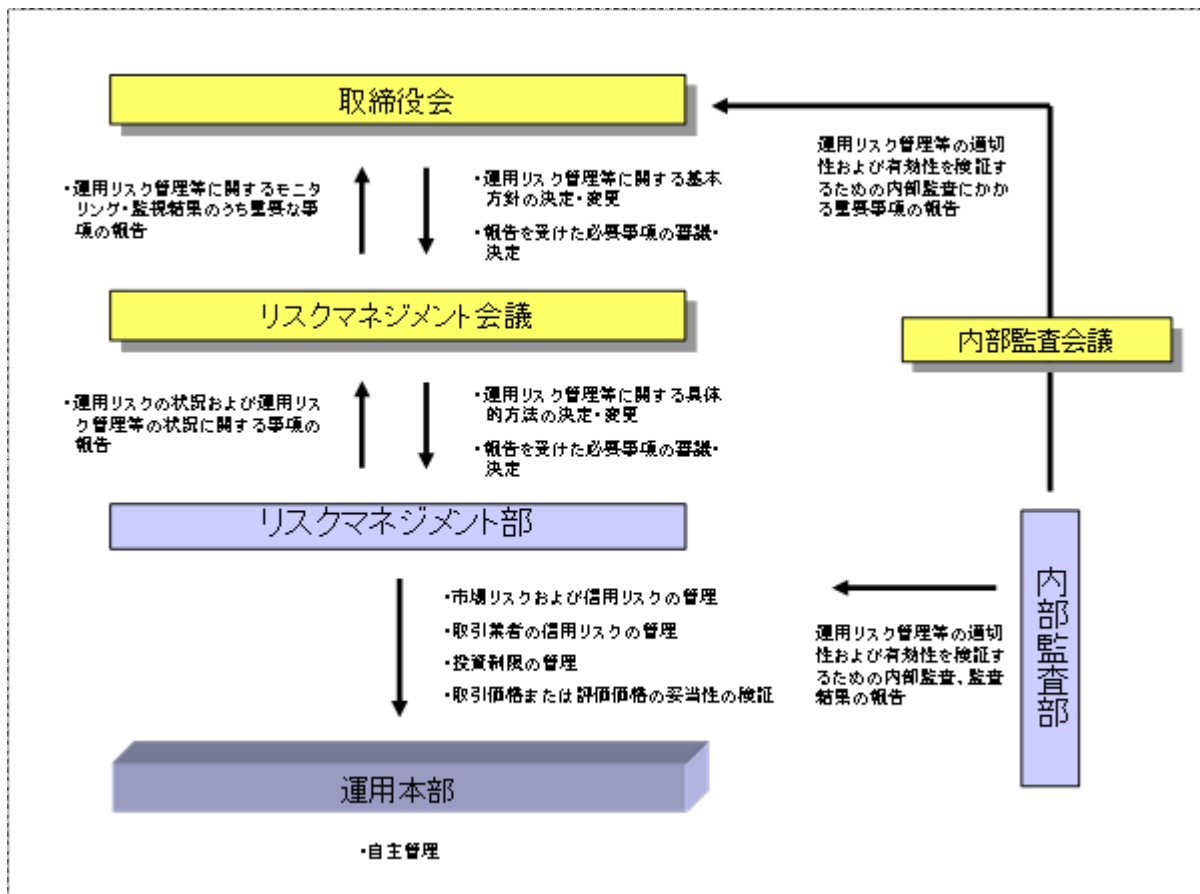 取締役会
・運用リスク管理等に関するモニ
タリング・監視結果のうち重要な事
項の報告
・運用リスク管理等に関する基本
方針の決定・変更
・報告を受けた必要事項の審議・
決定
運用リスク管理等の適切
性および有効性を検証す
るための内部監査にかか
る重要事項の報告
リスクマネジメント会議
内部監査会議
・運用リスクの状況および運用リス
ク管理等の状況に関する事項の
報告
・運用リスク管理等に関する具体
的方法の決定・変更
・報告を受けた必要事項の審議・
決定
リスクマネジメント部
内部監査部
・市場リスクおよび信用リスクの管理
・取引業者の信用リスクの管理
・投資制限の管理
・取引価格または評価価格の妥当性の検証
運用リスク管理等の適切
性および有効性を検証す
るための内部監査、監査
結果の報告
運用本部
・自主管理